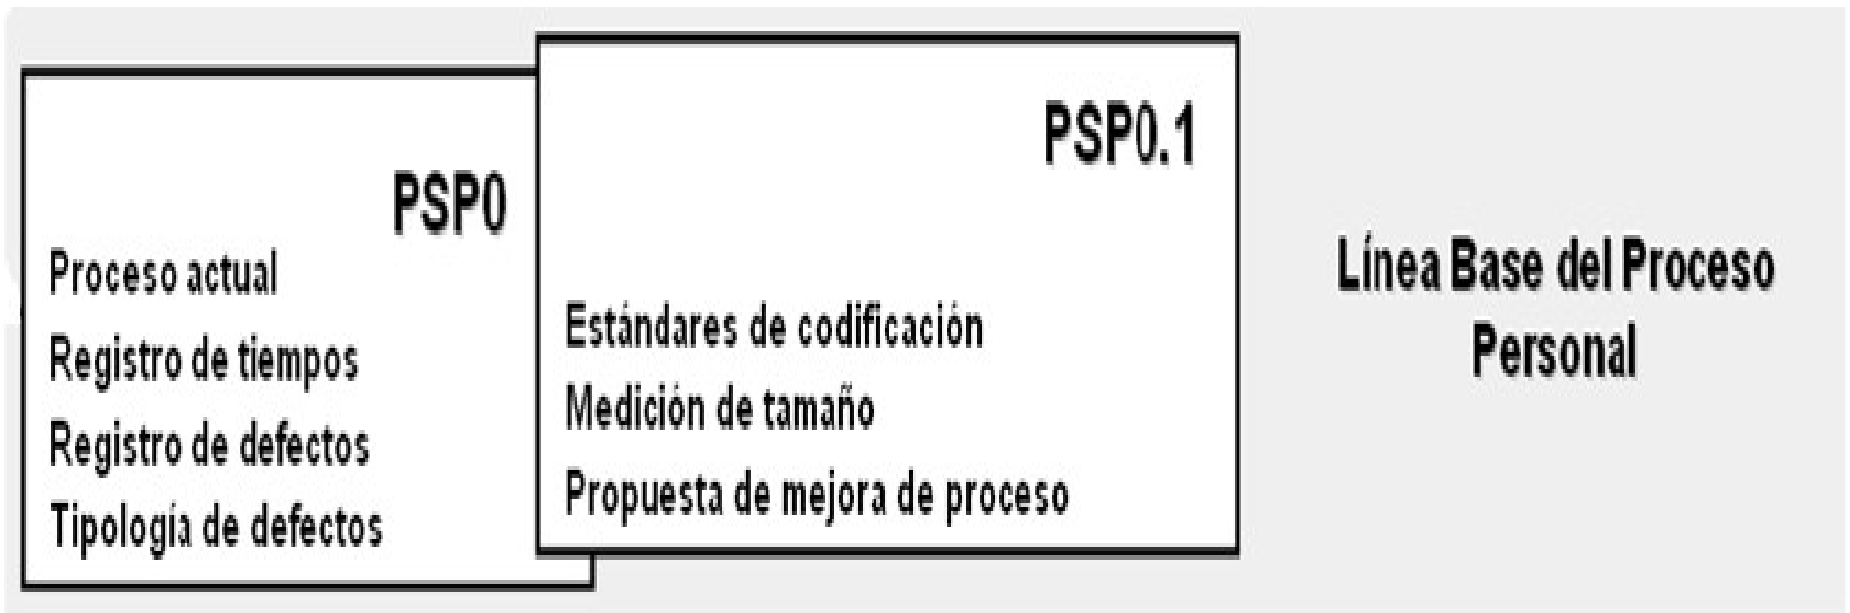 PSP0
Proceso actual
Registro de tiempos
Registro de defectos
Tipología de defectos
PSP0.1
Estándares de codificación
Medición de tamaño
Propuesta de mejora de proceso
Línea Base del Proceso
Personal